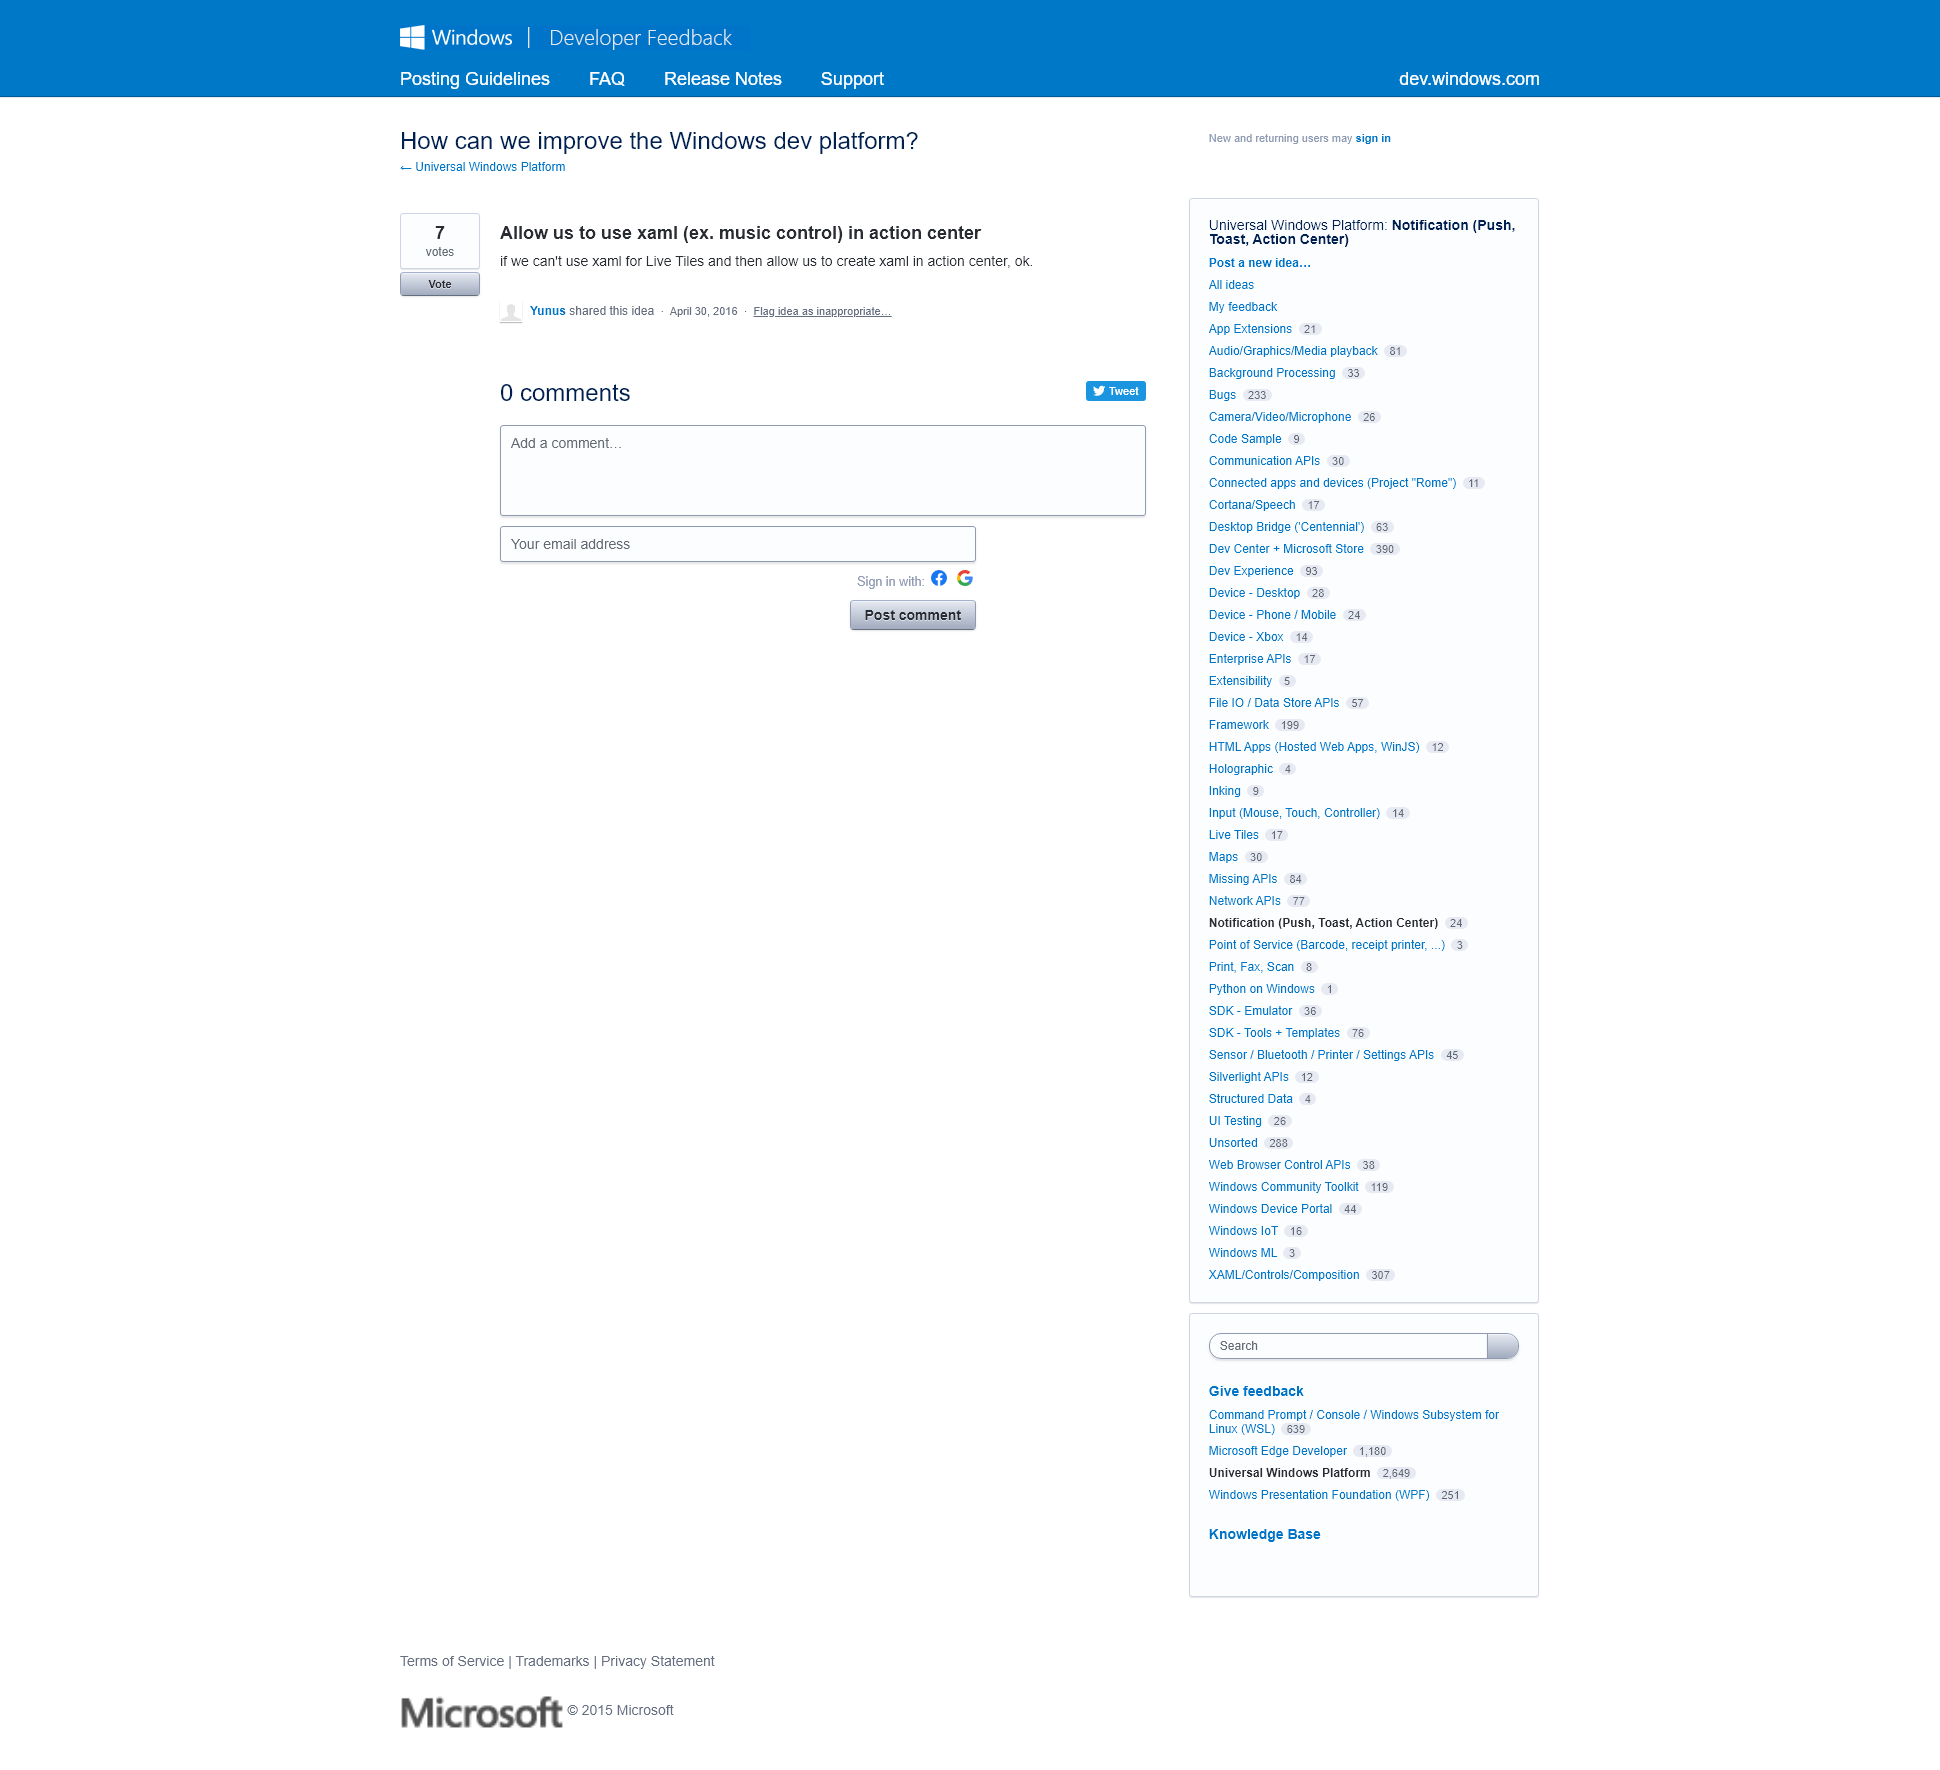 Windows | Developer Feedback
Posting Guidelines FAQ Release Notes Support dev.windows.com
How can we improve the Windows dev platform?
← Universal Windows Platform
New and returning users may sign in
7
votes
Vote
Allow us to use xaml (ex. music control) in action center
if we can't use xaml for Live Tiles and then allow us to create xaml in action center, ok.
Yunus shared this idea · April 30, 2016 · Flag idea as inappropriate…
0 comments
Tweet
Add a comment…
Your email address
Sign in with:
Post comment
Universal Windows Platform: Notification (Push,
Toast, Action Center)
Post a new idea…
All ideas
My feedback
App Extensions 21
Audio/Graphics/Media playback 81
Background Processing 33
Bugs 233
Camera/Video/Microphone 26
Code Sample 9
Communication APIs 30
Connected apps and devices (Project "Rome") 11
Cortana/Speech 17
Desktop Bridge ('Centennial') 63
Dev Center + Microsoft Store 390
Dev Experience 93
Device - Desktop 28
Device - Phone / Mobile 24
Device - Xbox 14
Enterprise APIs 17
Extensibility 5
File IO / Data Store APIs 57
Framework 199
HTML Apps (Hosted Web Apps, WinJS) 12
Holographic 4
Inking 9
Input (Mouse, Touch, Controller) 14
Live Tiles 17
Maps 30
Missing APIs 84
Network APIs 77
Notification (Push, Toast, Action Center) 24
Point of Service (Barcode, receipt printer, ...) 3
Print, Fax, Scan 8
Python on Windows 1
SDK - Emulator 36
SDK - Tools + Templates 76
Sensor / Bluetooth / Printer / Settings APIs 45
Silverlight APIs 12
Structured Data 4
UI Testing 26
Unsorted 288
Web Browser Control APIs 38
Windows Community Toolkit 119
Windows Device Portal 44
Windows IoT 16
Windows ML 3
XAML/Controls/Composition 307
Search
Give feedback
Command Prompt / Console / Windows Subsystem for
Linux (WSL) 639
Microsoft Edge Developer 1,180
Universal Windows Platform 2,649
Windows Presentation Foundation (WPF) 251
Knowledge Base
Terms of Service | Trademarks | Privacy Statement
Microsoft © 2015 Microsoft